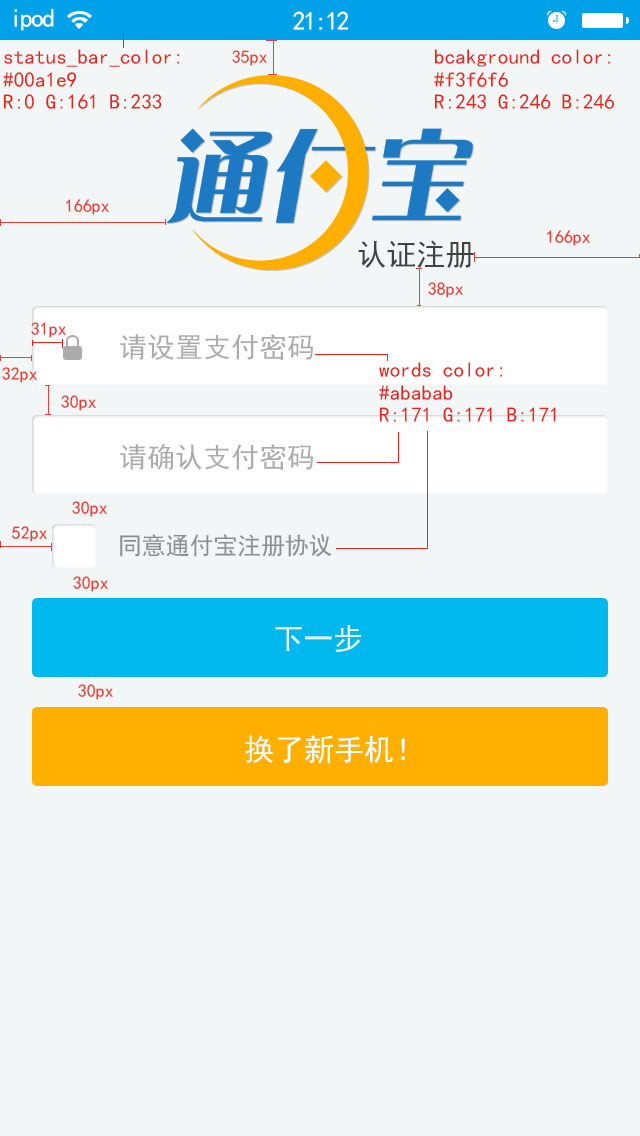 ipod 21:12
status_bar_color:
#00a1e9
R:0 G:161 B:233
35px
bcakground color:
#f3f6f6
R:243 G:246 B:246
通付宝
166px
166px
认证注册
38px
31px
请设置支付密码
32px
words color:
#ababab
R:171 G:171 B:171
30px
请确认支付密码
30px
52px
同意通付宝注册协议
30px
下一步
30px
换了新手机!